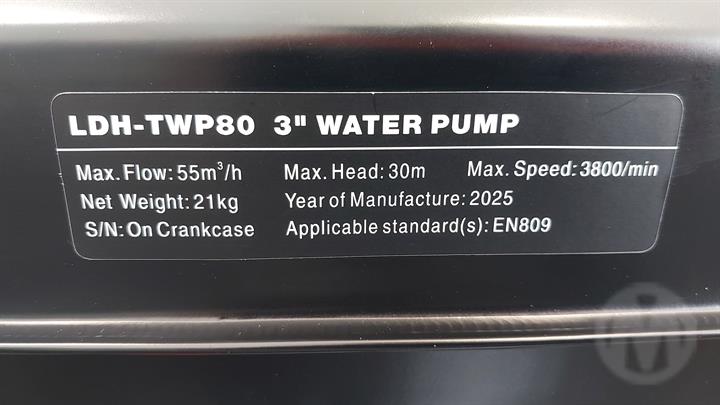 LDH-TWP80 3" WATER PUMP
Max. Flow: 55m³/h Max. Head: 30m Max. Speed: 3800/min
Net Weight: 21kg Year of Manufacture: 2025
S/N: On Crankcase Applicable standard(s): EN809
M